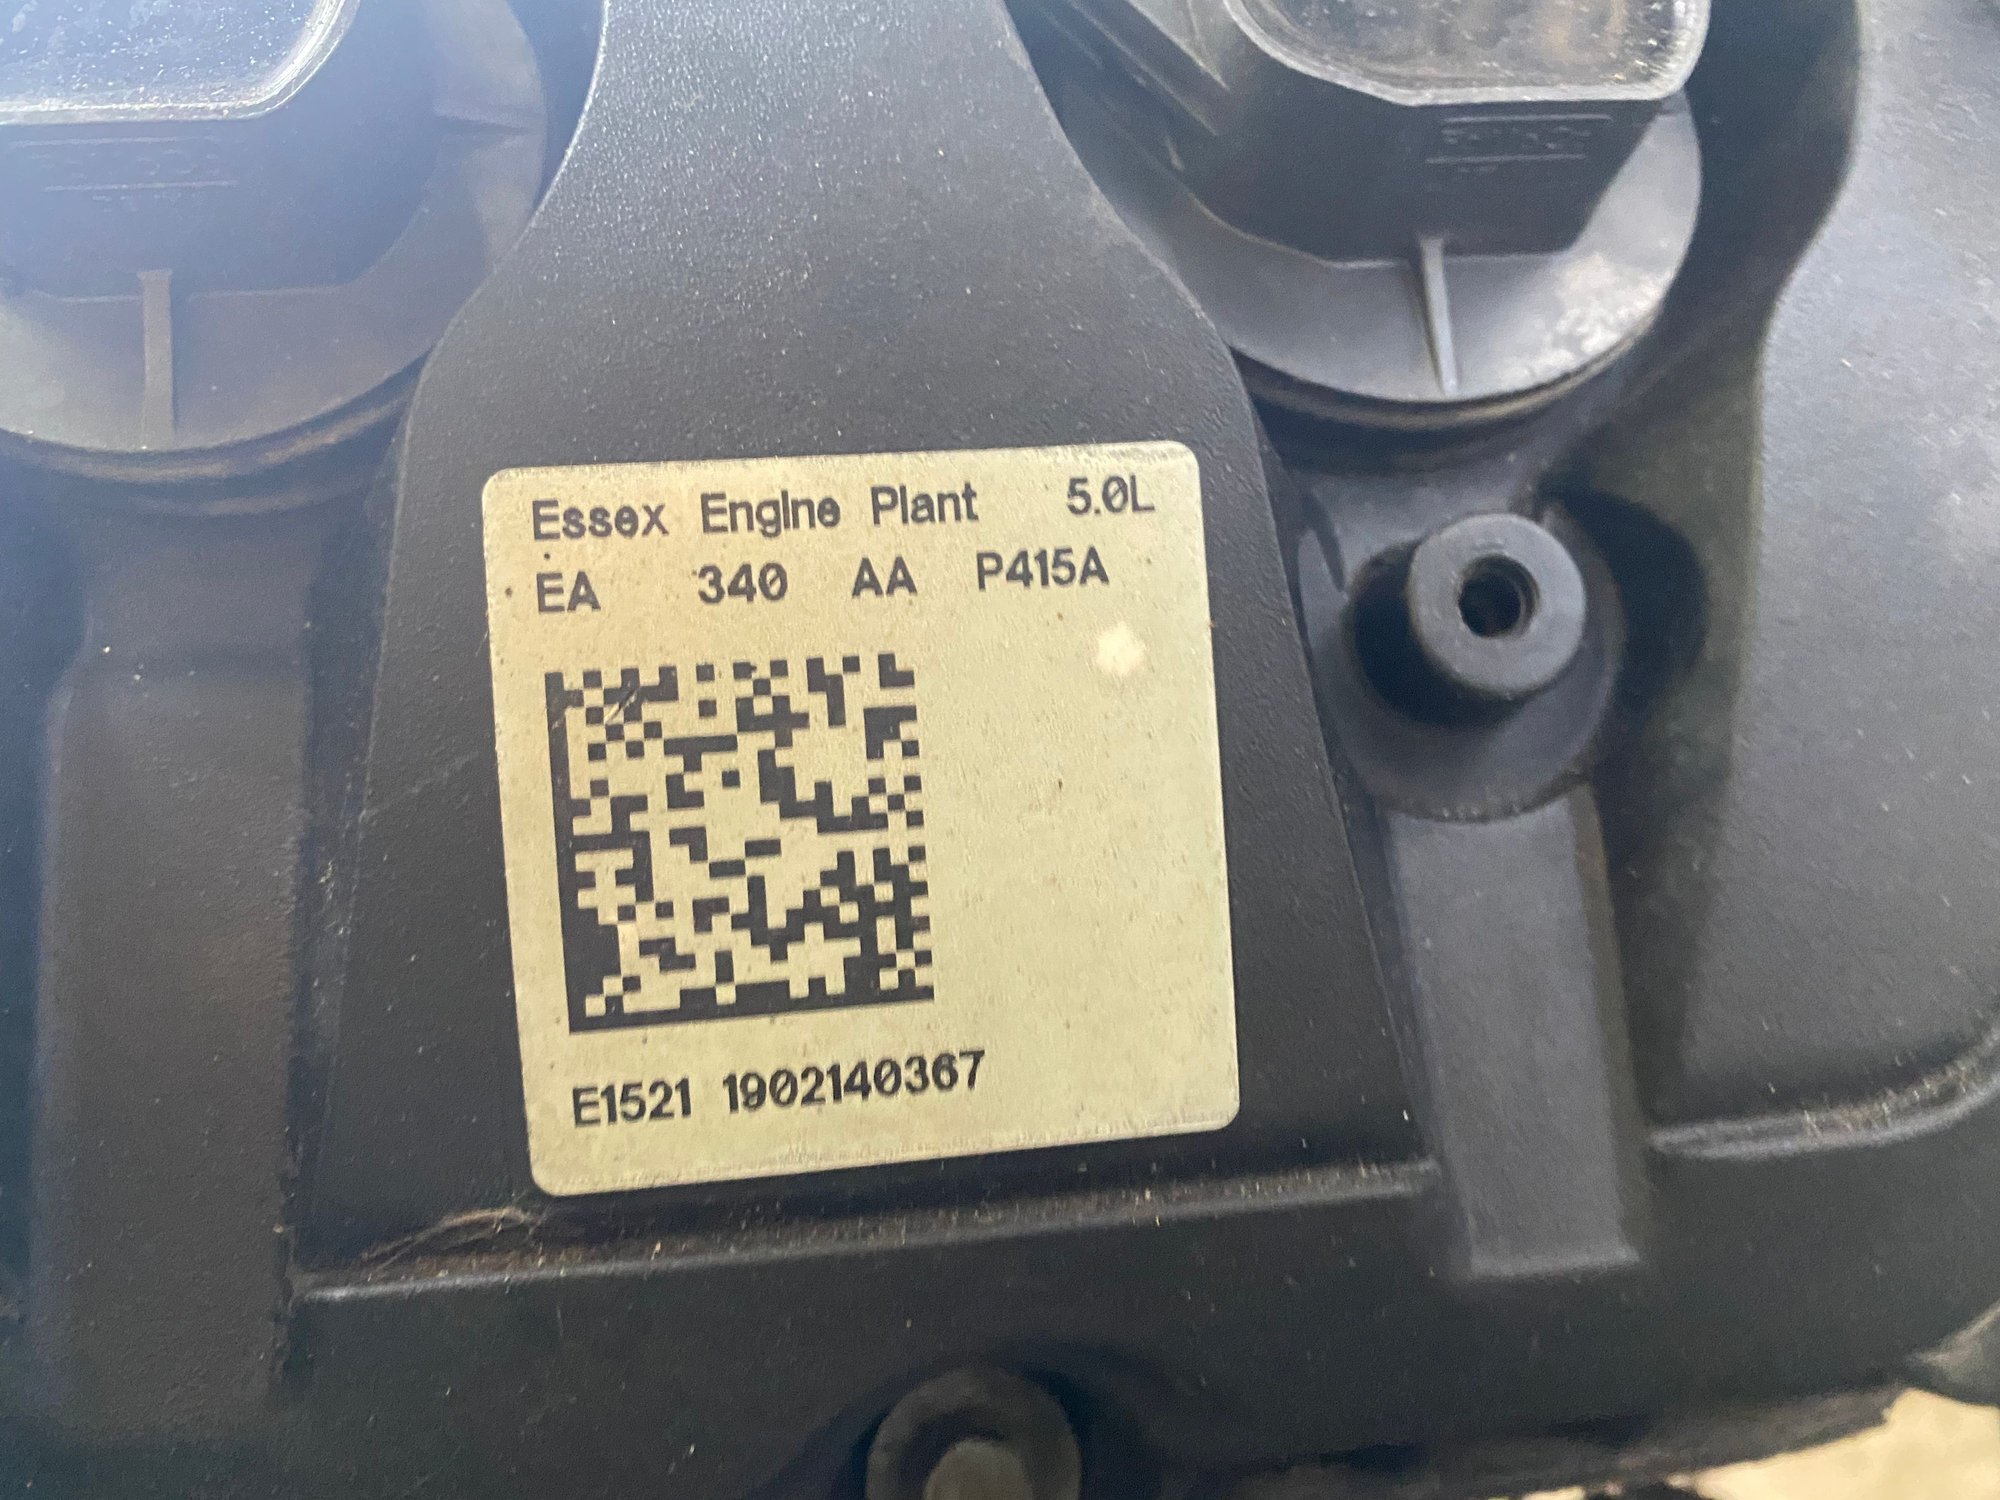 Essex Engine Plant 5.0L
EA 340 AA P415A
E1521 1902140367